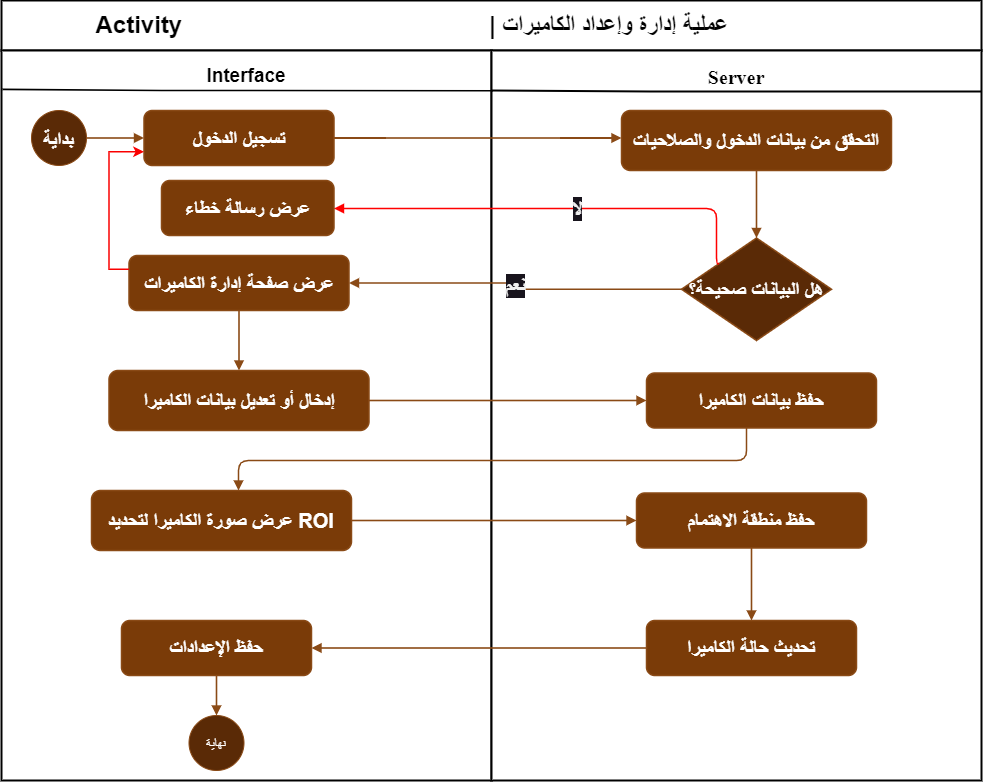 Activity
| عملية إدارة وإعداد الكاميرات
Interface
Server
بداية
تسجيل الدخول
التحقق من بيانات الدخول والصلاحيات
عرض رسالة خطاء
لا
عرض صفحة إدارة الكاميرات
نعم
هل البيانات صحيحة؟
إدخال أو تعديل بيانات الكاميرا
حفظ بيانات الكاميرا
ROI عرض صورة الكاميرا لتحديد
حفظ منطقة الاهتمام
حفظ الإعدادات
تحديث حالة الكاميرا
نهاية